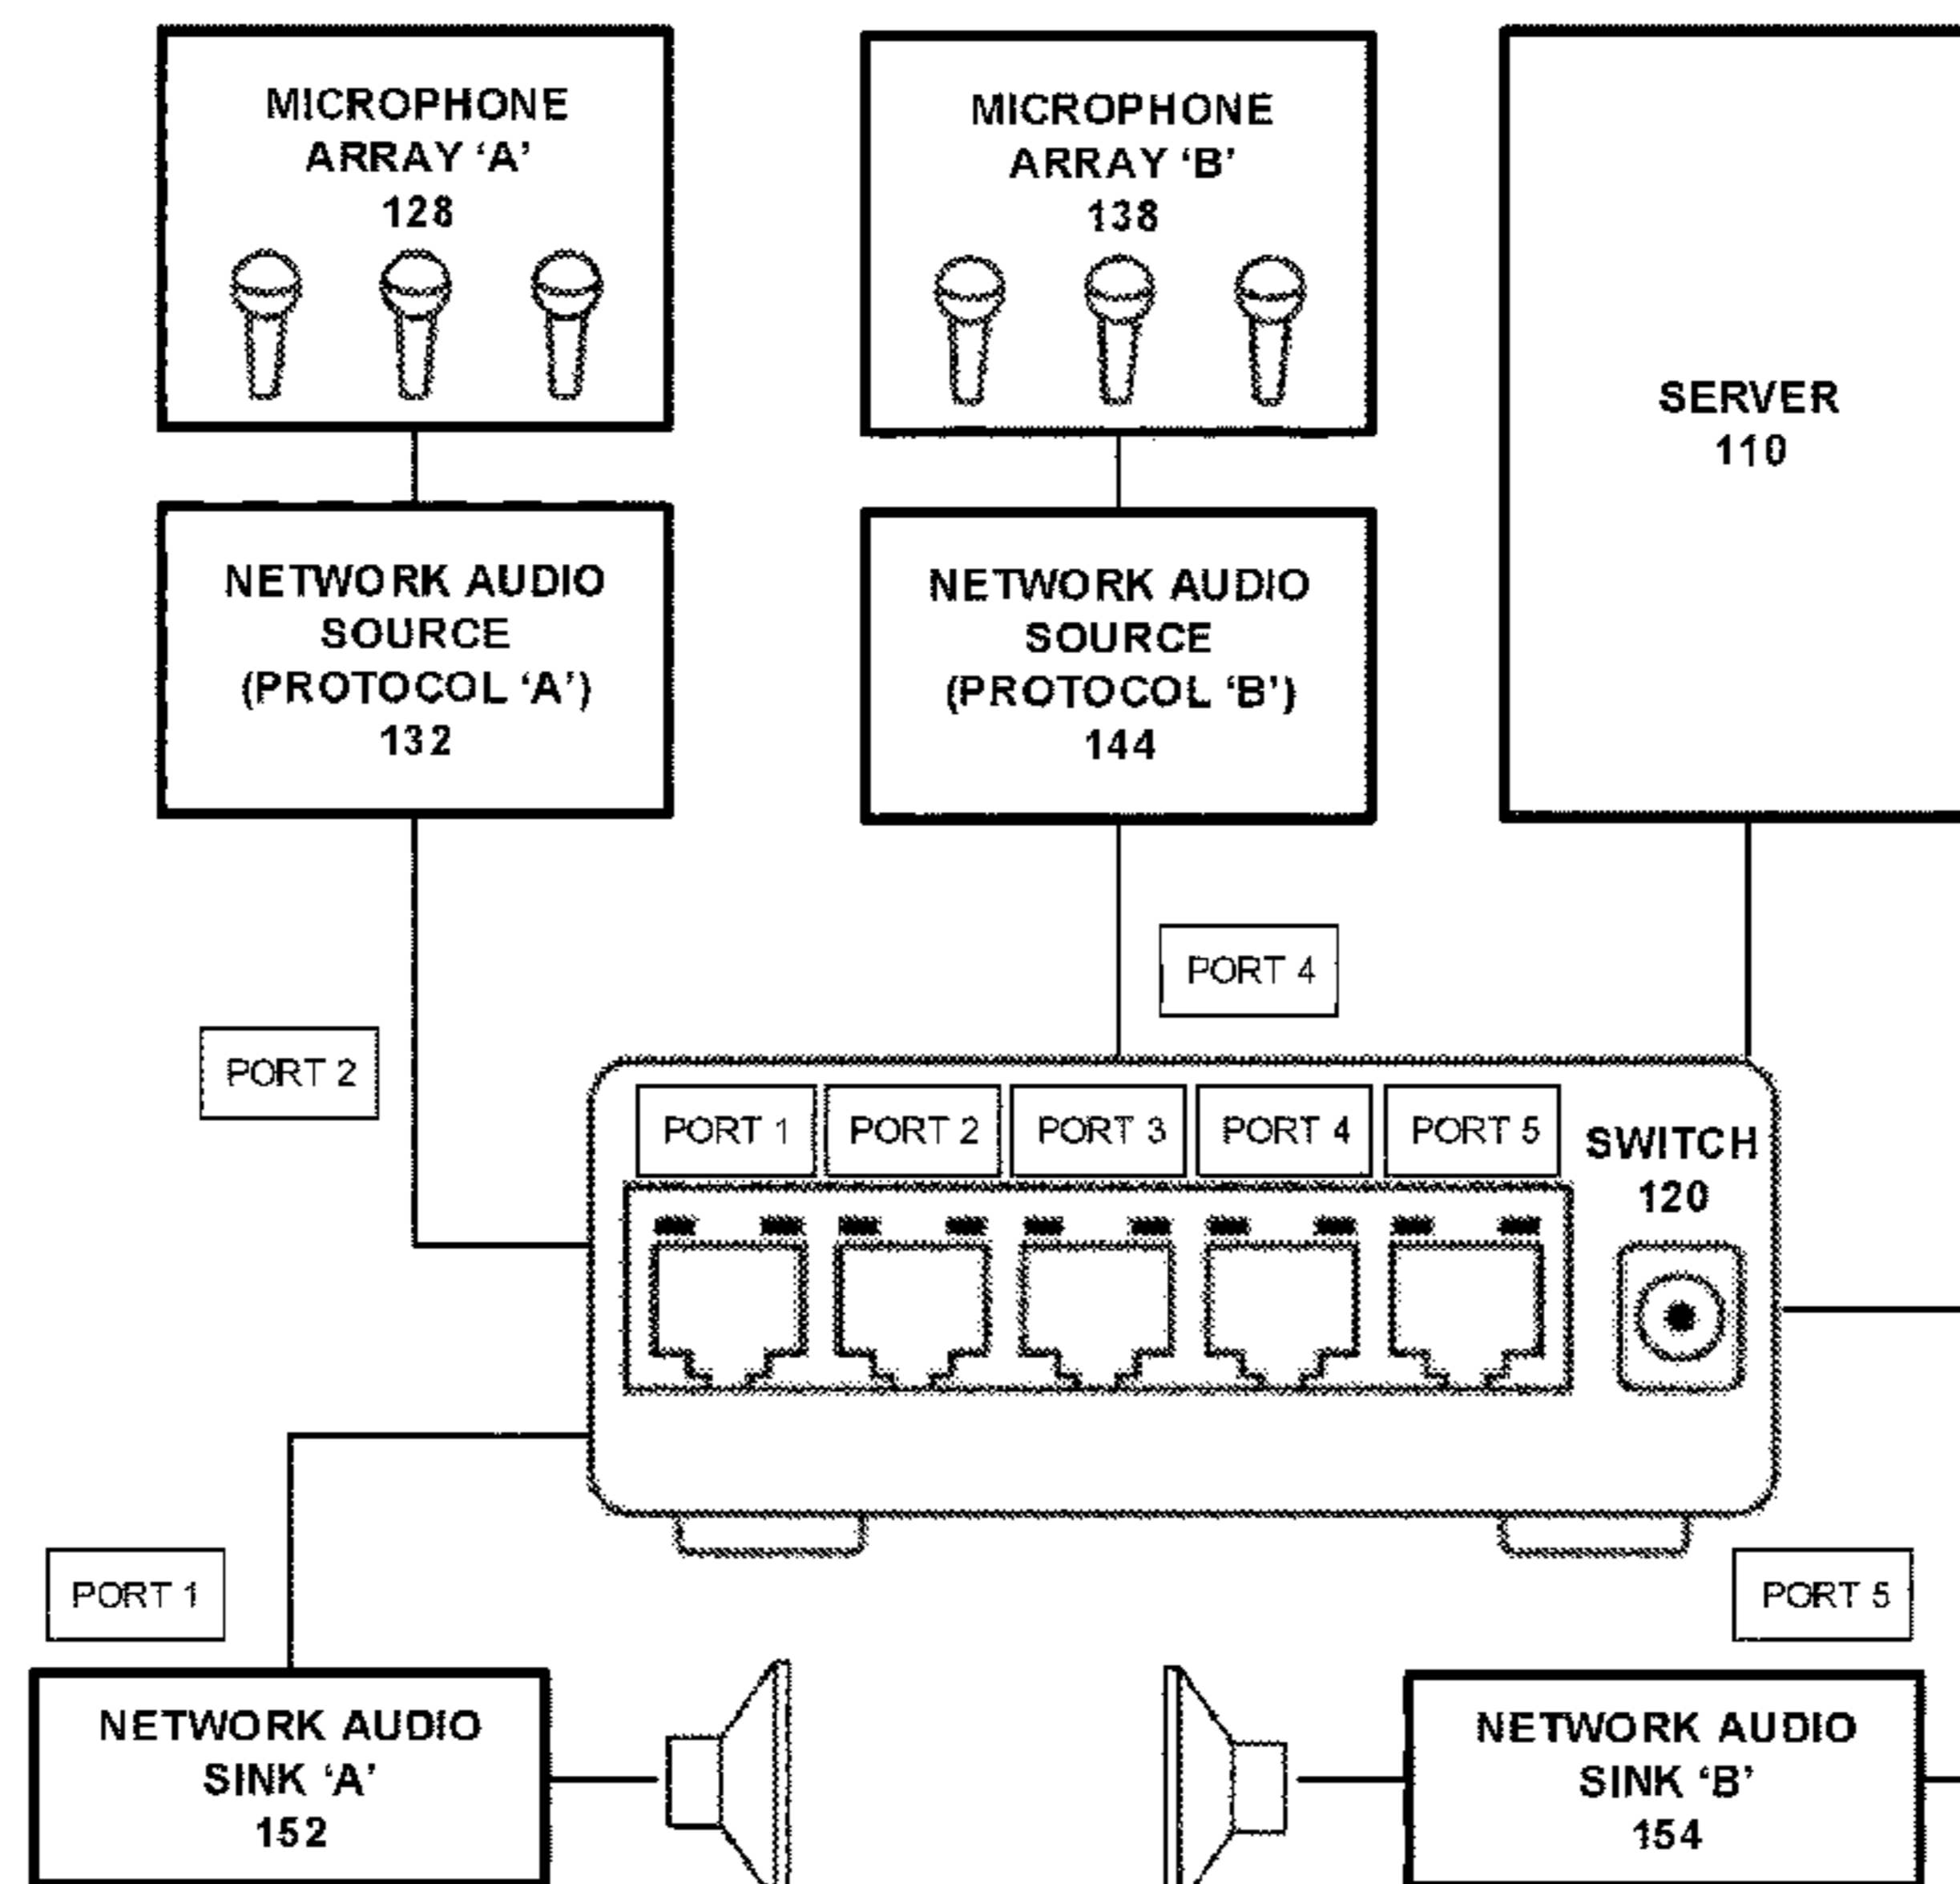 MICROPHONE
ARRAY ‘A’
128
MICROPHONE
ARRAY ‘B’
138
SERVER
110
NETWORK AUDIO
SOURCE
(PROTOCOL ‘A’)
132
NETWORK AUDIO
SOURCE
(PROTOCOL ‘B’)
144
PORT 4
PORT 2
PORT 1
PORT 2
PORT 3
PORT 4
PORT 5
SWITCH
120
PORT 1
PORT 5
NETWORK AUDIO
SINK ‘A’
152
NETWORK AUDIO
SINK ‘B’
154